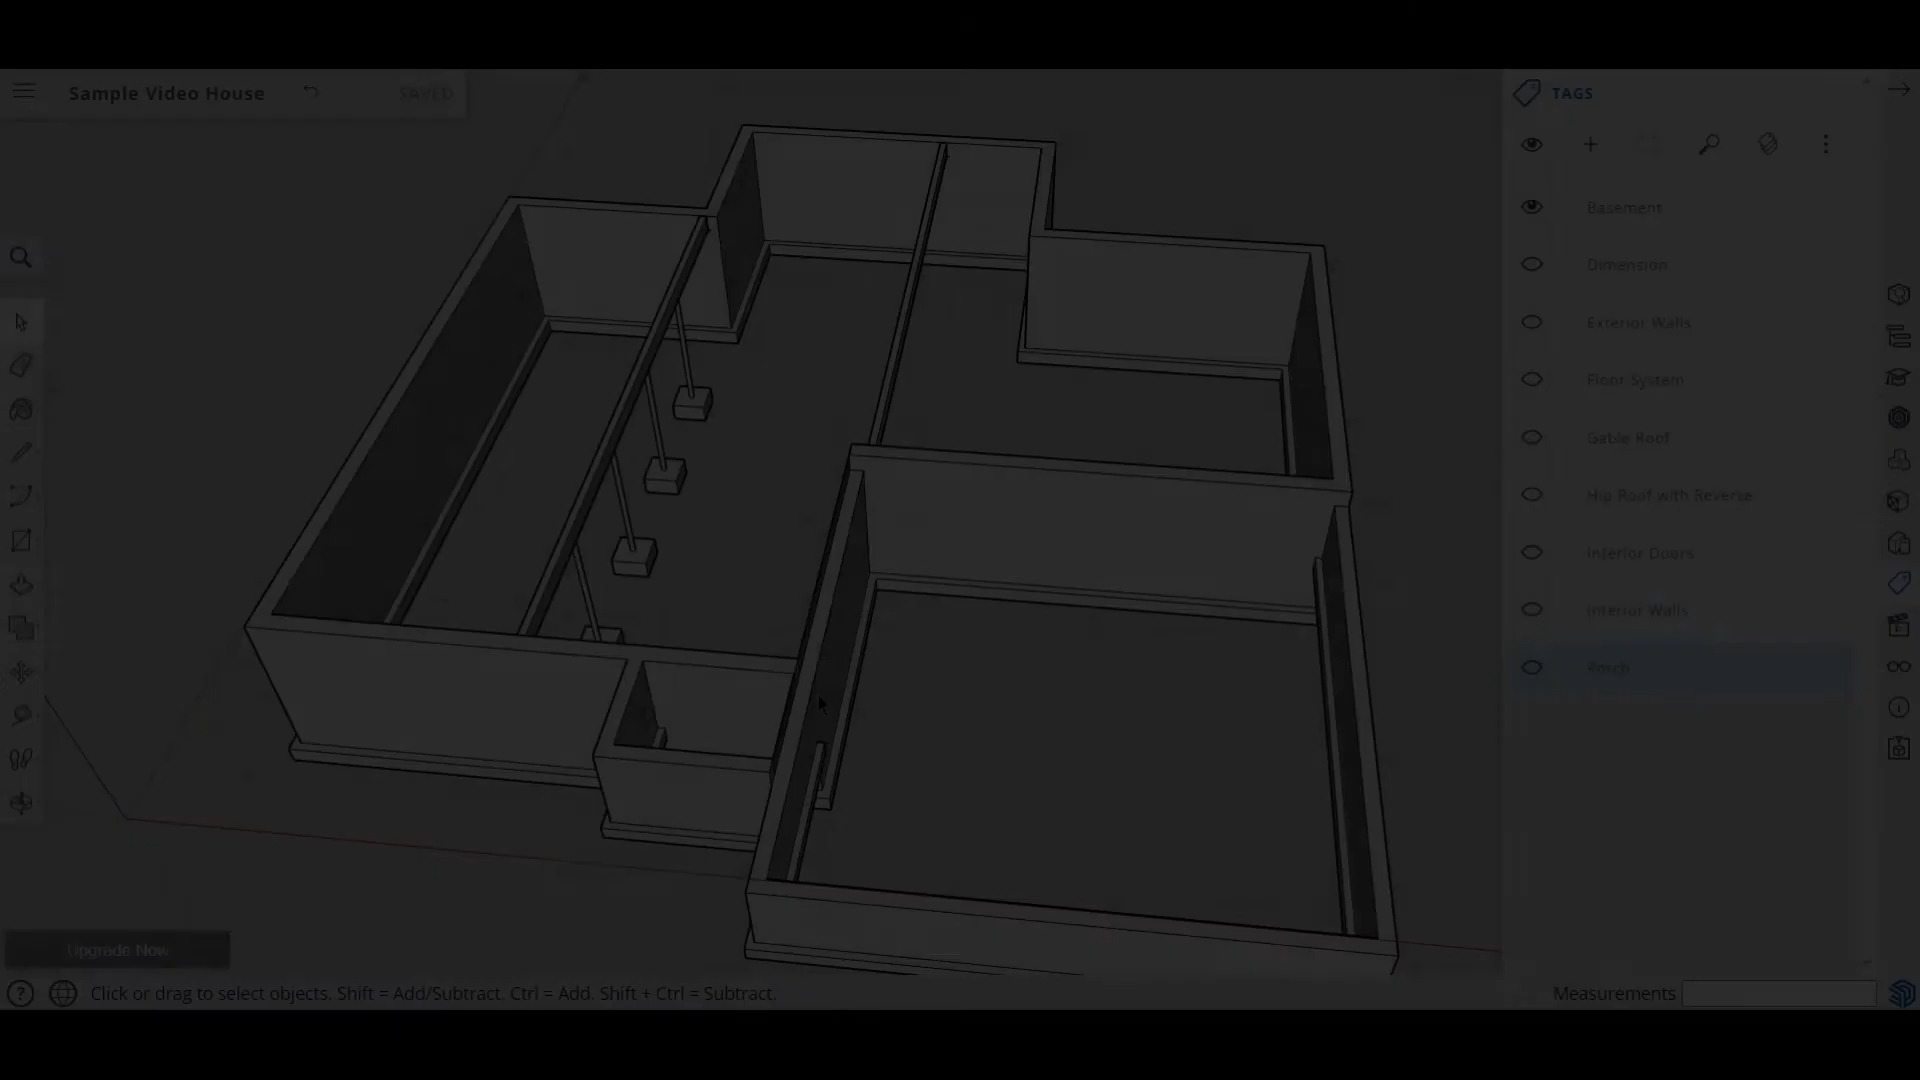 Sample Video House
SAVED
TAGS
Basement
Dimension
Exterior Walls
Floor System
Gable Roof
Hip Roof with Reverse
Interior Doors
Interior Walls
Porch
Upgrade Now
Click or drag to select objects. Shift = Add/Subtract. Ctrl = Add. Shift + Ctrl = Subtract.
Measurements